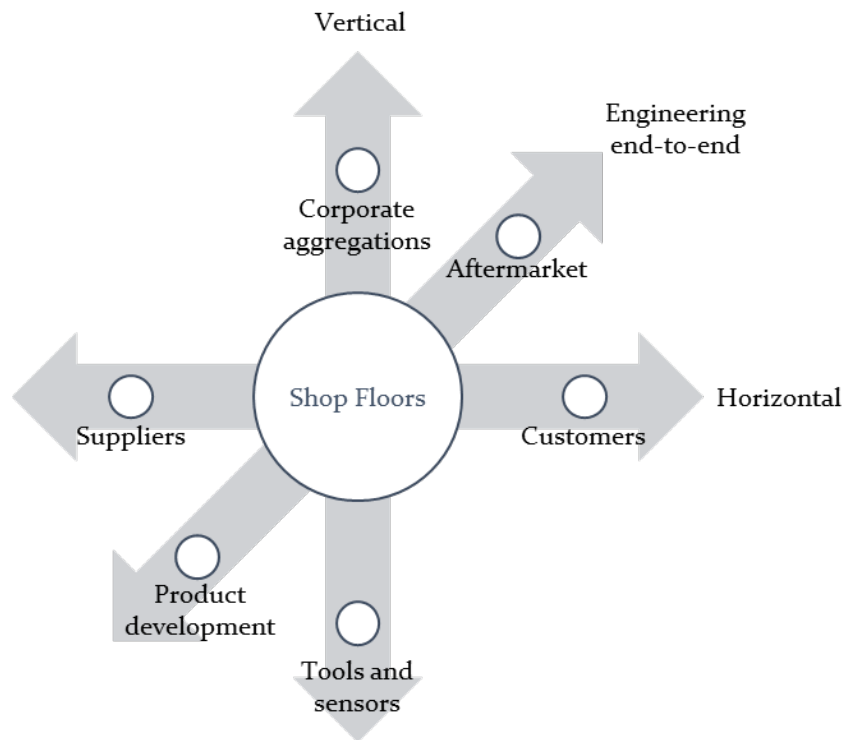 Vertical
Engineering
end-to-end
Corporate
aggregations
Aftermarket
Shop Floors
Horizontal
Suppliers
Customers
Product
development
Tools and
sensors